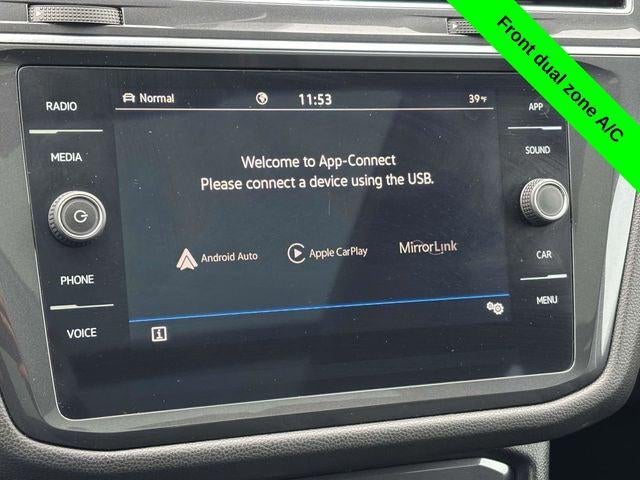 Front dual zone A/C
RADIO
MEDIA
PHONE
VOICE
Normal
11:53
39°F
Welcome to App-Connect
Please connect a device using the USB.
Android Auto
Apple CarPlay
MirrorLink
i
APP
SOUND
CAR
MENU